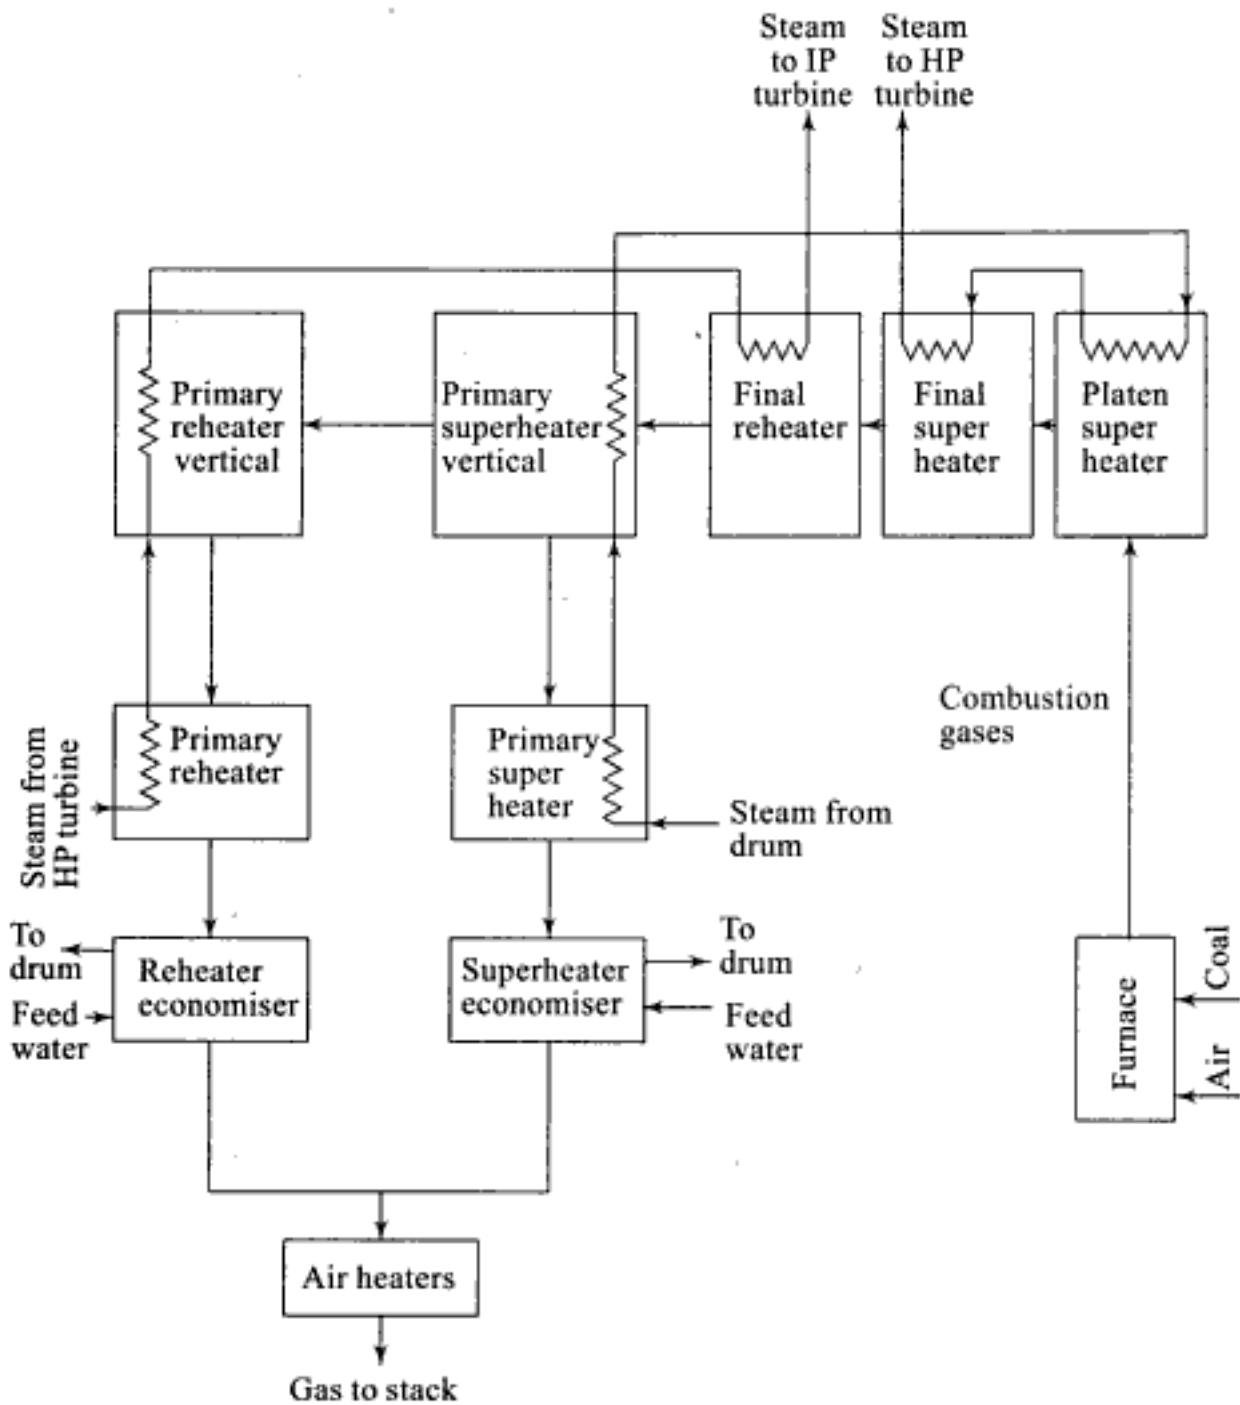 Steam
to IP
turbine
Steam
to HP
turbine
Primary
reheater
vertical
Primary
superheater
vertical
Final
reheater
Final
super
heater
Platen
super
heater
Combustion
gases
Primary
reheater
Primary
super
heater
Steam from
HP turbine
Steam from
drum
To
drum
Feed
water
Reheater
economiser
Superheater
economiser
To
drum
Feed
water
Furnace
Coal
Air
Air heaters
Gas to stack